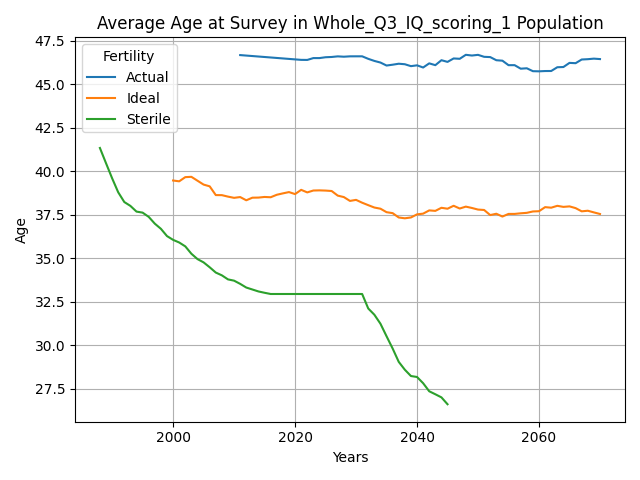 Average Age at Survey in Whole_Q3_IQ_scoring_1 Population
47.5
45.0
42.5
40.0
37.5
35.0
32.5
30.0
27.5
Age
Fertility
Actual
Ideal
Sterile
2000
2020
2040
2060
Years